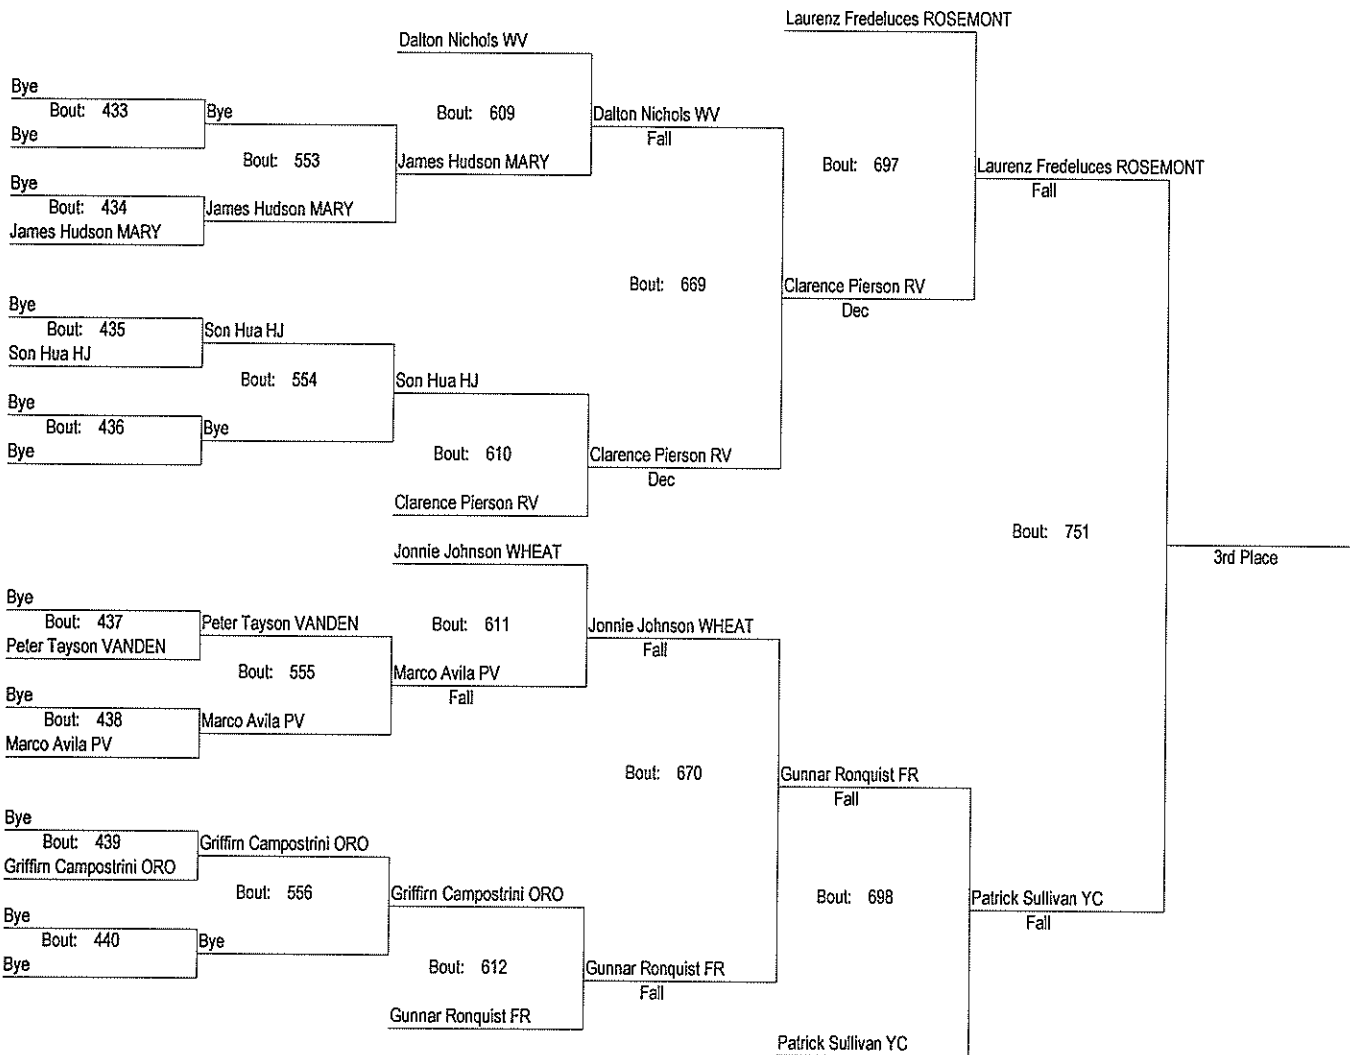 Laurenz Fredeluces ROSEMONT
Dalton Nichols WV
Bye
Bout: 433
Bye
Bye
Bout: 609
Dalton Nichols WV
Fall
Bout: 553
James Hudson MARY
Bout: 697
Laurenz Fredeluces ROSEMONT
Fall
Bye
Bout: 434
James Hudson MARY
James Hudson MARY
Bout: 669
Clarence Pierson RV
Dec
Bye
Bout: 435
Son Hua HJ
Son Hua HJ
Bout: 554
Son Hua HJ
Bye
Bout: 436
Bye
Bye
Bout: 610
Clarence Pierson RV
Dec
Clarence Pierson RV
Bout: 751
3rd Place
Jonnie Johnson WHEAT
Bye
Bout: 437
Peter Tayson VANDEN
Peter Tayson VANDEN
Bout: 611
Jonnie Johnson WHEAT
Fall
Bout: 555
Marco Avila PV
Fall
Bye
Bout: 438
Marco Avila PV
Marco Avila PV
Bout: 670
Gunnar Ronquist FR
Fall
Bye
Bout: 439
Griffirn Campostrini ORO
Griffirn Campostrini ORO
Bout: 556
Griffirn Campostrini ORO
Bout: 698
Patrick Sullivan YC
Fall
Bye
Bout: 440
Bye
Bye
Bout: 612
Gunnar Ronquist FR
Fall
Gunnar Ronquist FR
Patrick Sullivan YC